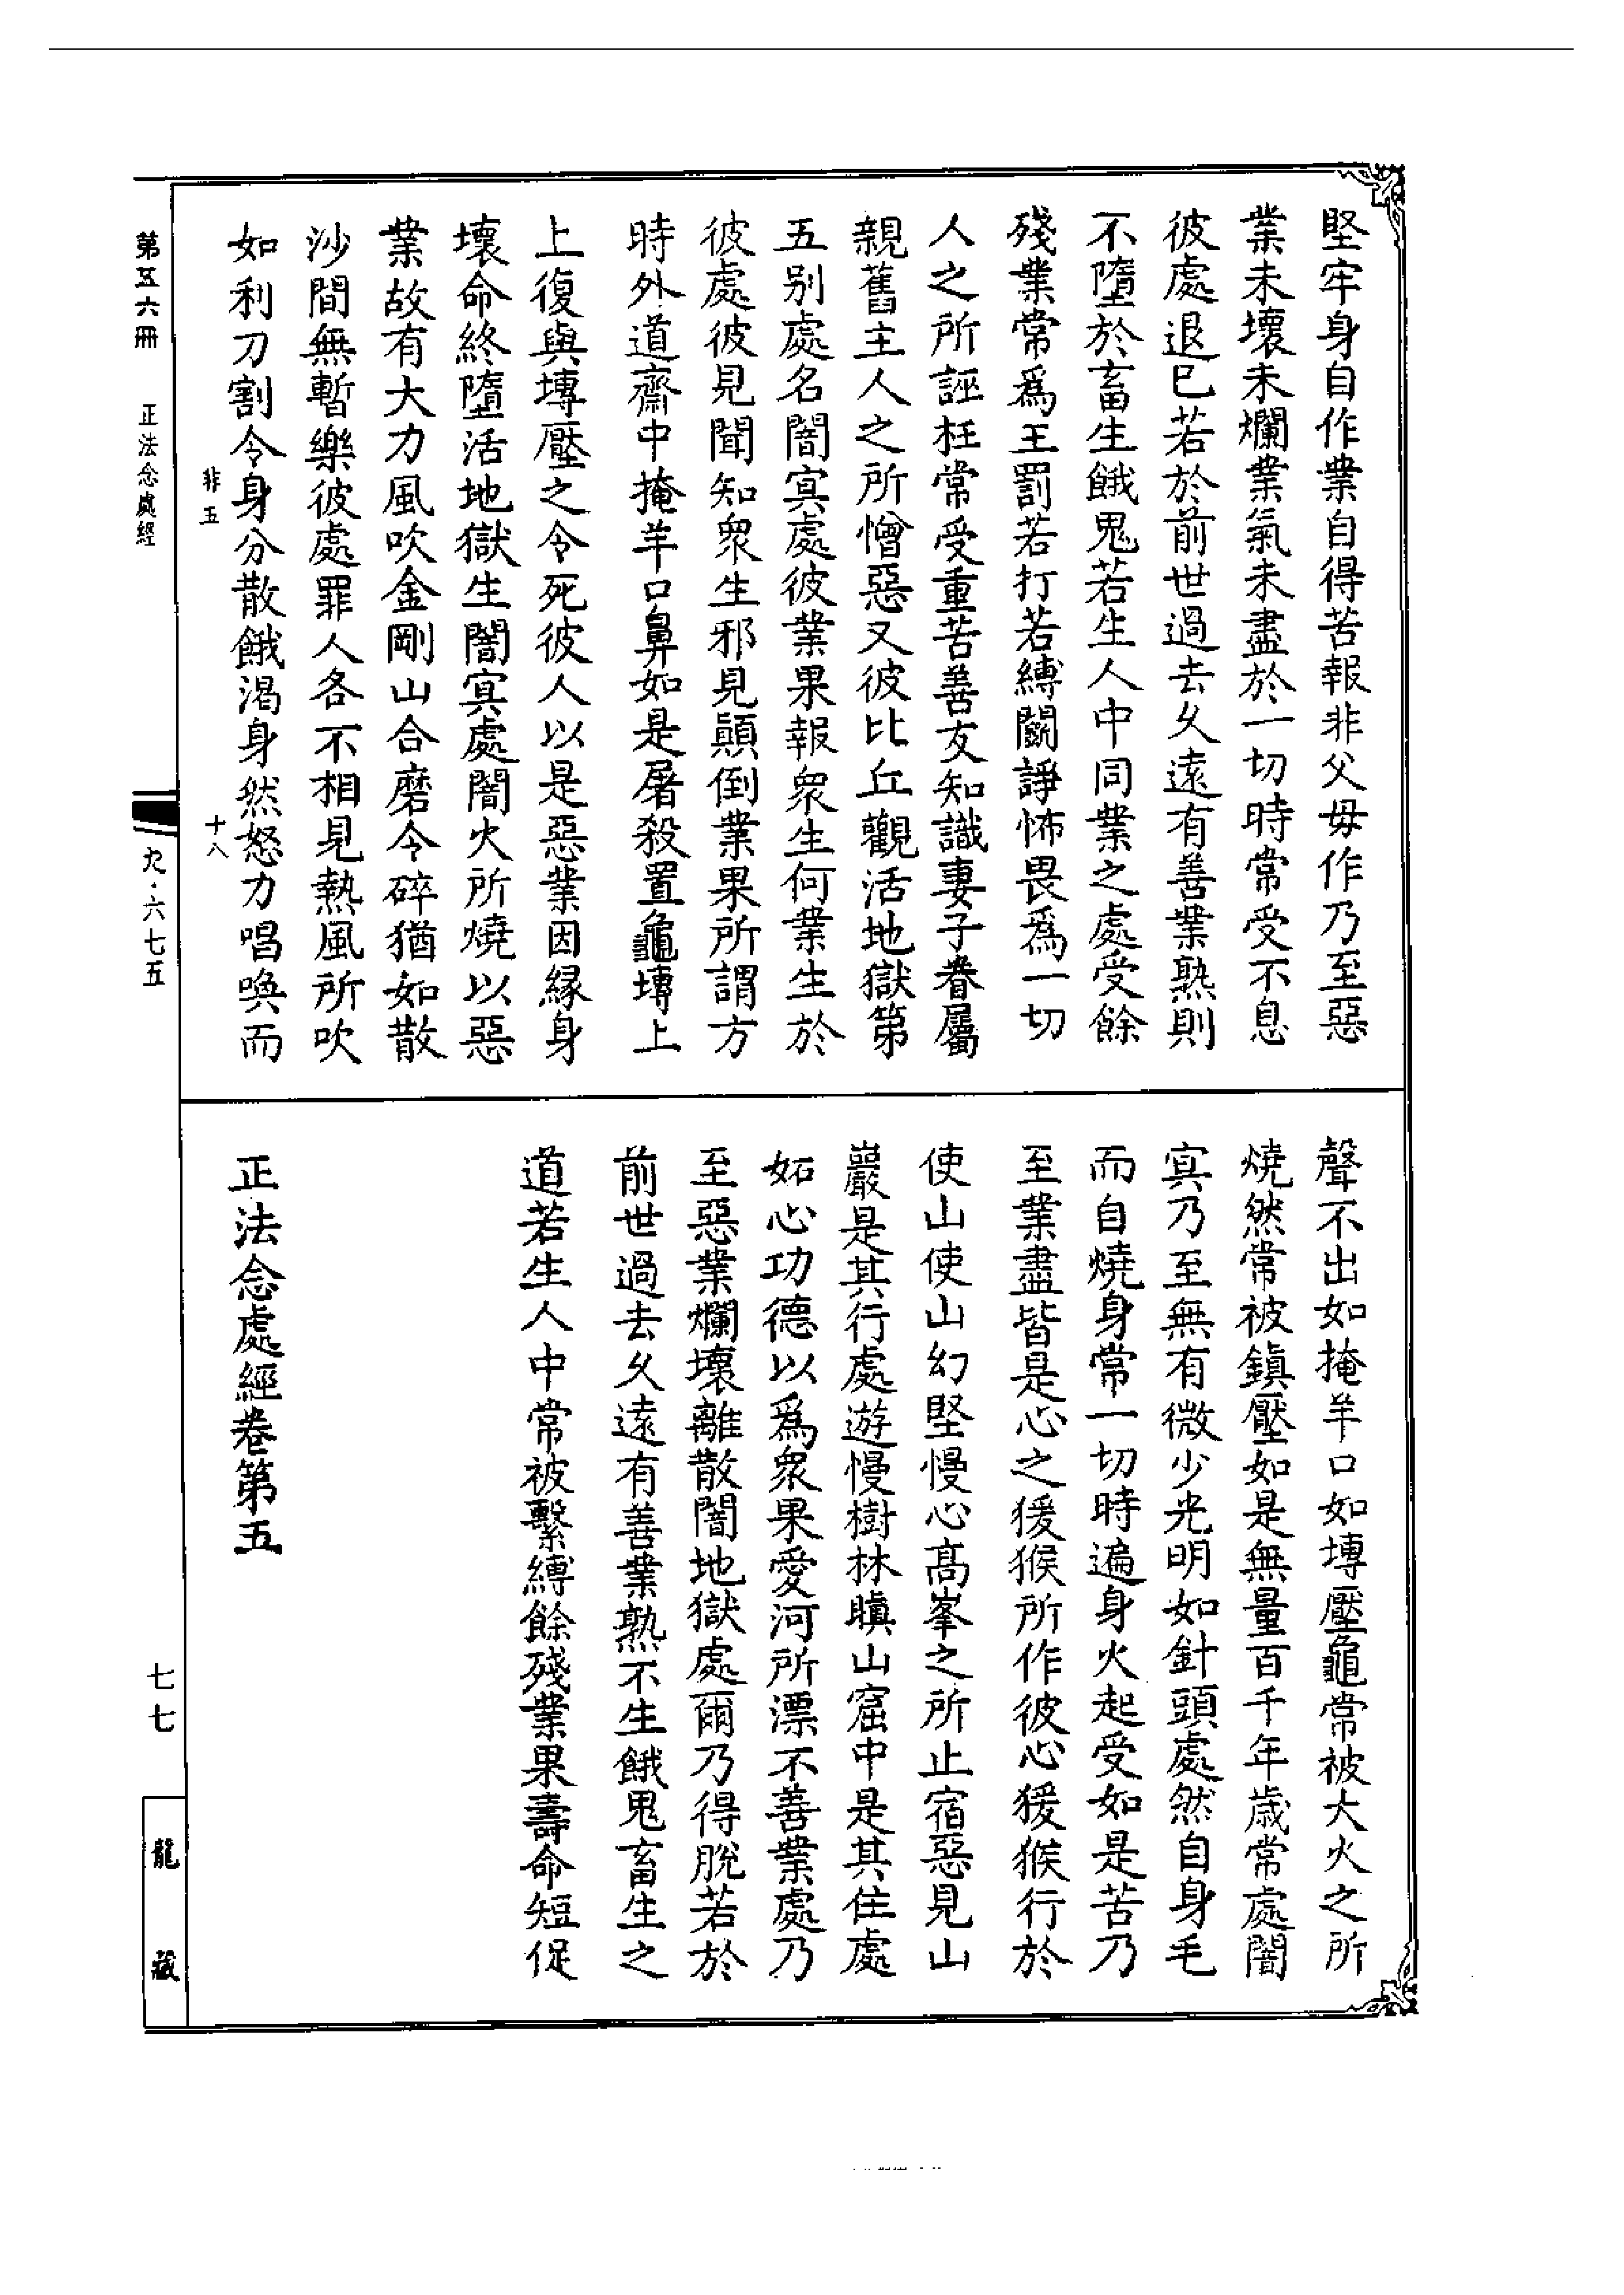 堅牢身自作業自得苦報非父母作乃至惡
業未壞未爛業氣未盡於一切時常受不息
彼處退已若於前世過去久遠有善業熟則
不墮於畜生餓鬼若生人中同業之處受餘
殘業常爲王罰若打若縛鬭諍怖畏爲一切
人之所誣枉常受重苦善友知識妻子眷屬
親舊主人之所憎惡又彼比丘觀活地獄第
五别處名闇㝠處彼業果報衆生何業生於
彼處彼見聞知衆生邪見顛倒業果所謂方
時外道齋中掩羊口鼻如是屠殺置龜塼上
上復與塼壓之令死彼人以是惡業因緣身
壞命終墮活地獄生闇㝠處闇火所燒以惡
業故有大力風吹金剛山合磨令碎猶如散
沙間無暫樂彼處罪人各不相見熱風所吹
如利刀割令身分散餓渴身然怒力唱喚而
聲不出如掩羊口如塼壓龜常被大火之所
燒然常被鎮壓如是無量百千年歲常處闇
㝠乃至無有微少光明如針頭處然自身毛
而自燒身常一切時遍身火起受如是苦乃
至業盡皆是心之猨猴所作彼心猨猴行於
使山使山幻堅慢心髙峯之所止宿惡見山
巖是其行處遊慢樹林瞋山窟中是其住處
妬心功德以爲衆果愛河所漂不善業處乃
至惡業爛壞離散闇地獄處爾乃得脫若於
前世過去久遠有善業熟不生餓鬼畜生之
道若生人中常被繫縛餘殘業果壽命短促
正法念處經卷第五
非五
十八
第五六冊
正法念處經
九·六七五
七七
龍藏